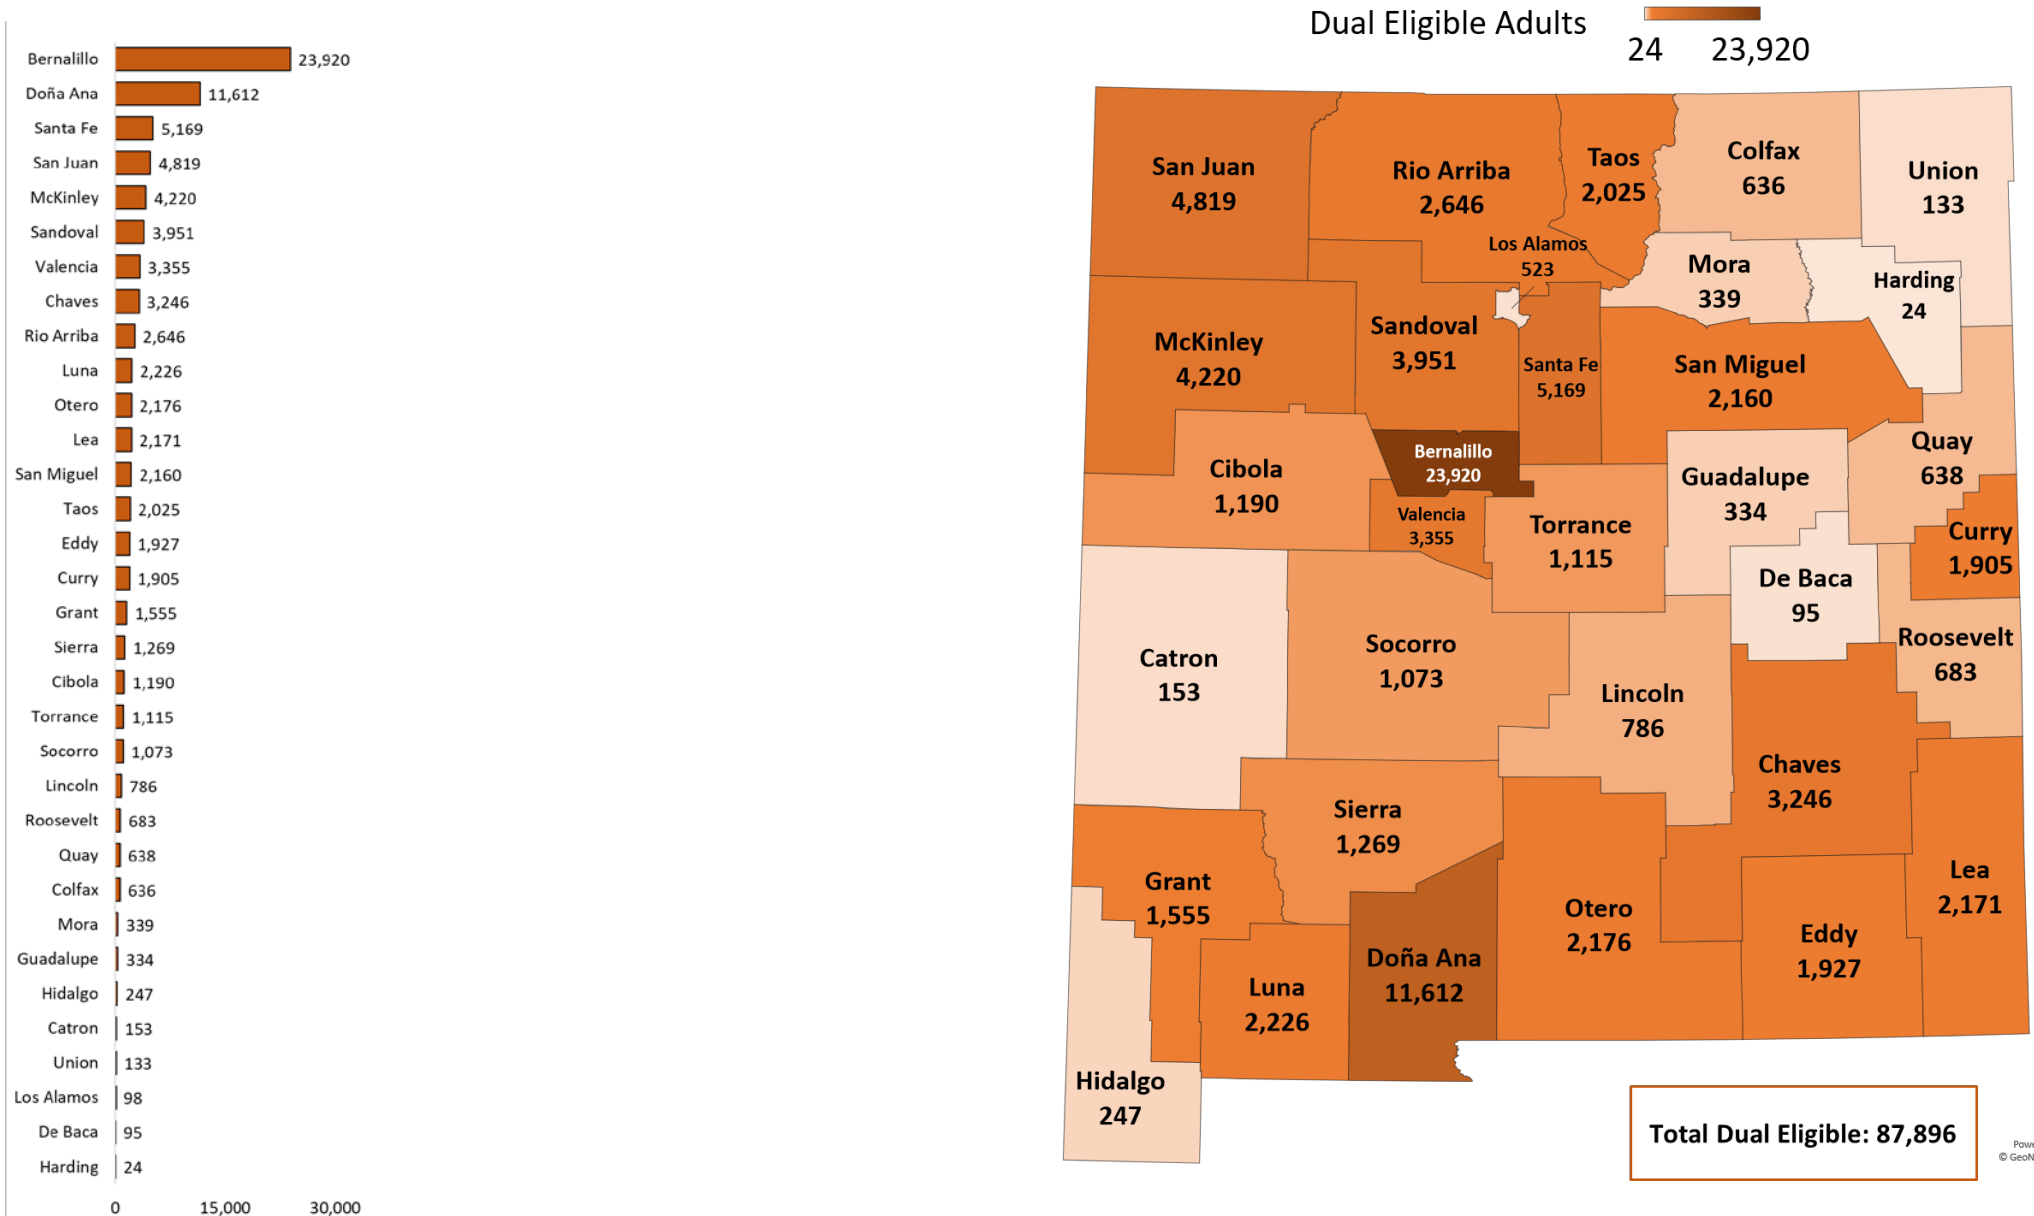 Bernalillo 23,920
Doña Ana 11,612
Santa Fe 5,169
San Juan 4,819
McKinley 4,220
Sandoval 3,951
Valencia 3,355
Chaves 3,246
Rio Arriba 2,646
Luna 2,226
Otero 2,176
Lea 2,171
San Miguel 2,160
Taos 2,025
Eddy 1,927
Curry 1,905
Grant 1,555
Sierra 1,269
Cibola 1,190
Torrance 1,115
Socorro 1,073
Lincoln 786
Roosevelt 683
Quay 638
Colfax 636
Mora 339
Guadalupe 334
Hidalgo 247
Catron 153
Union 133
Los Alamos 98
De Baca 95
Harding 24
0 15,000 30,000
Dual Eligible Adults
24 23,920
San Juan
4,819
Rio Arriba
2,646
Taos
2,025
Colfax
636
Union
133
Los Alamos
523
Mora
339
Harding
24
McKinley
4,220
Sandoval
3,951
Santa Fe
5,169
San Miguel
2,160
Quay
638
Cibola
1,190
Bernalillo
23,920
Valencia
3,355
Torrance
1,115
Guadalupe
334
Curry
1,905
De Baca
95
Roosevelt
683
Catron
153
Socorro
1,073
Lincoln
786
Chaves
3,246
Sierra
1,269
Grant
1,555
Otero
2,176
Lea
2,171
Eddy
1,927
Doña Ana
11,612
Luna
2,226
Hidalgo
247
Total Dual Eligible: 87,896
Powe
© GeoN